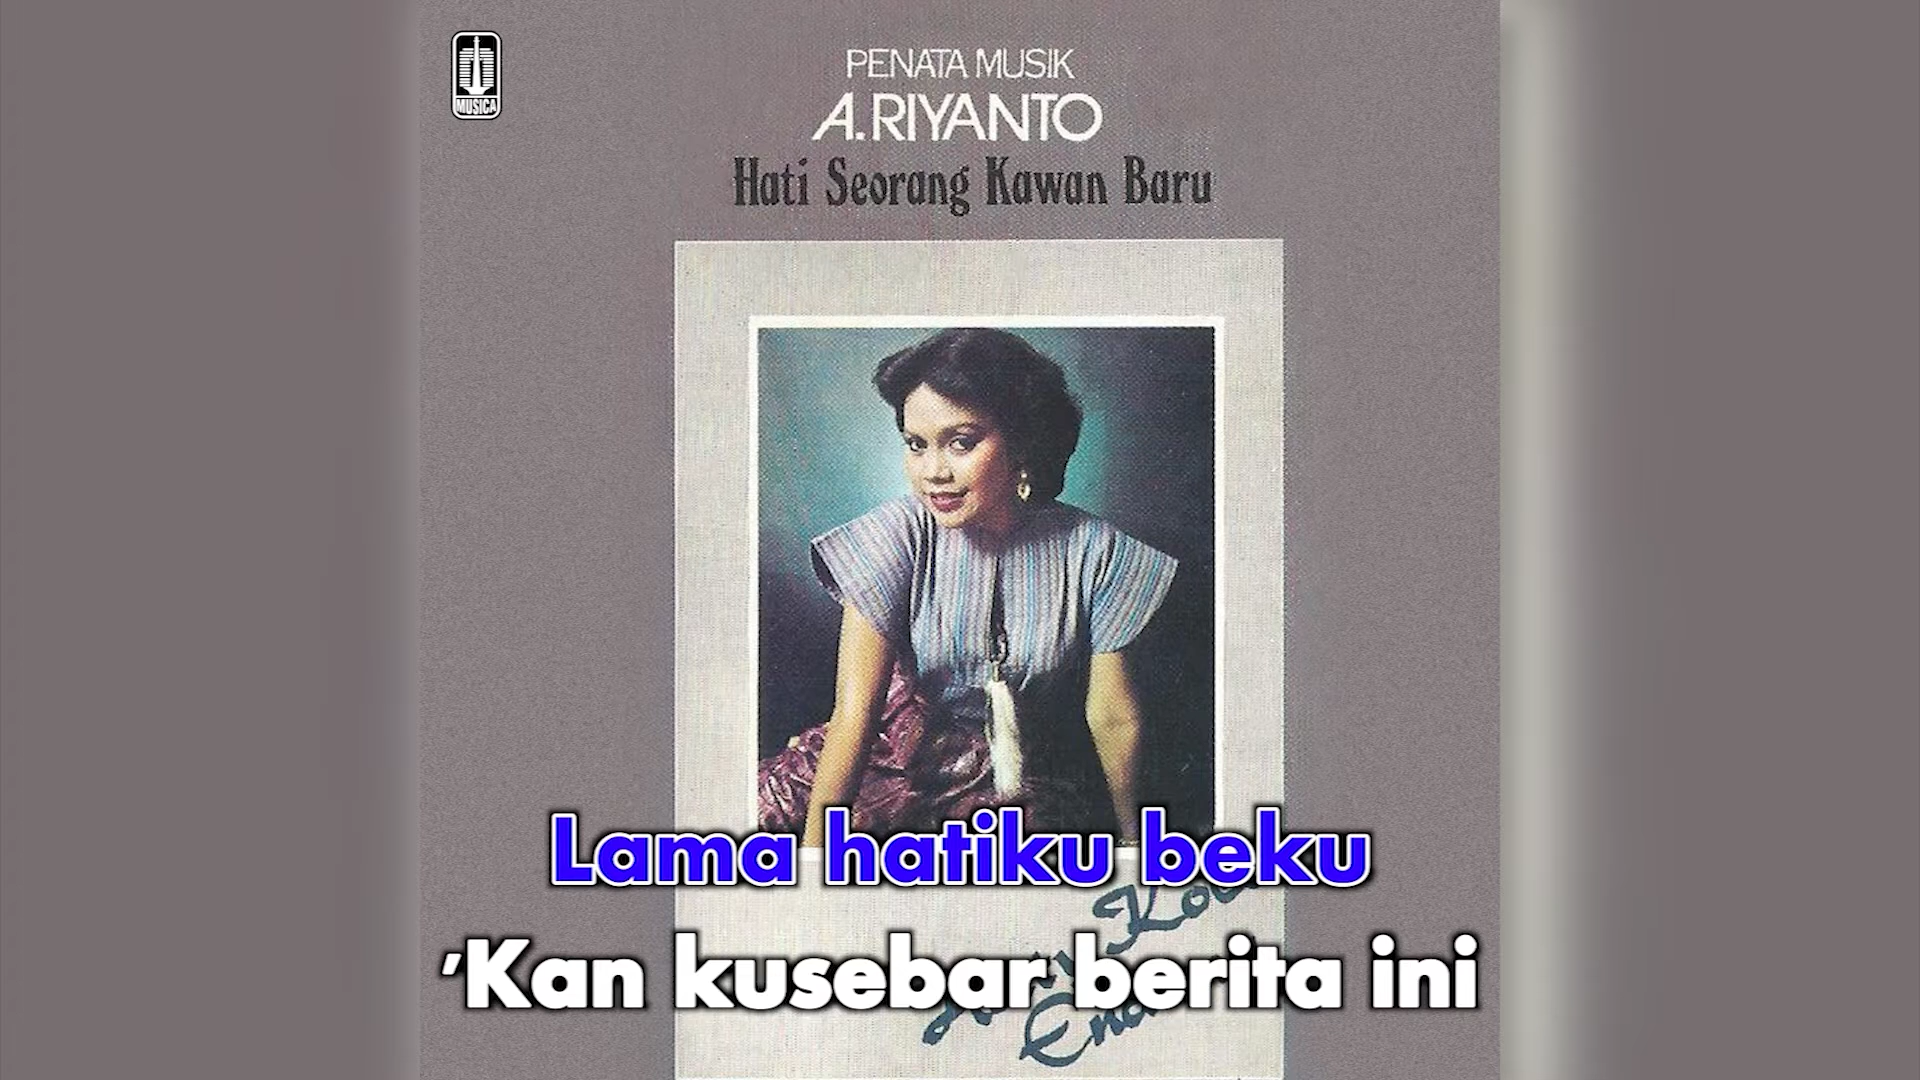 MUSICA
PENATA MUSIK
A. RIYANTO
Hati Seorang Kawan Baru
Lama hatiku beku
'Kan kusebar berita ini